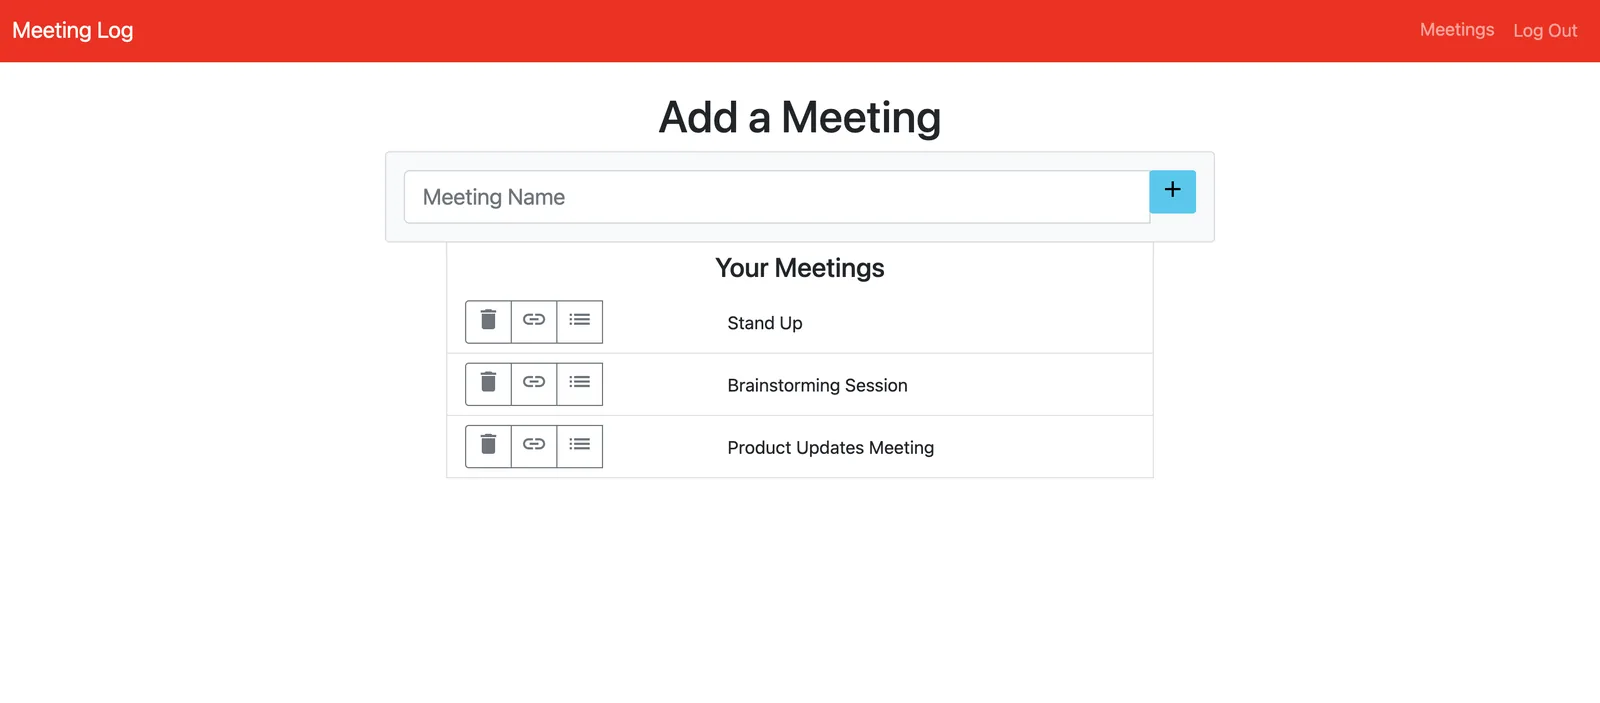 Meeting Log
Meetings
Log Out
Add a Meeting
Meeting Name
+
Your Meetings
Stand Up
Brainstorming Session
Product Updates Meeting